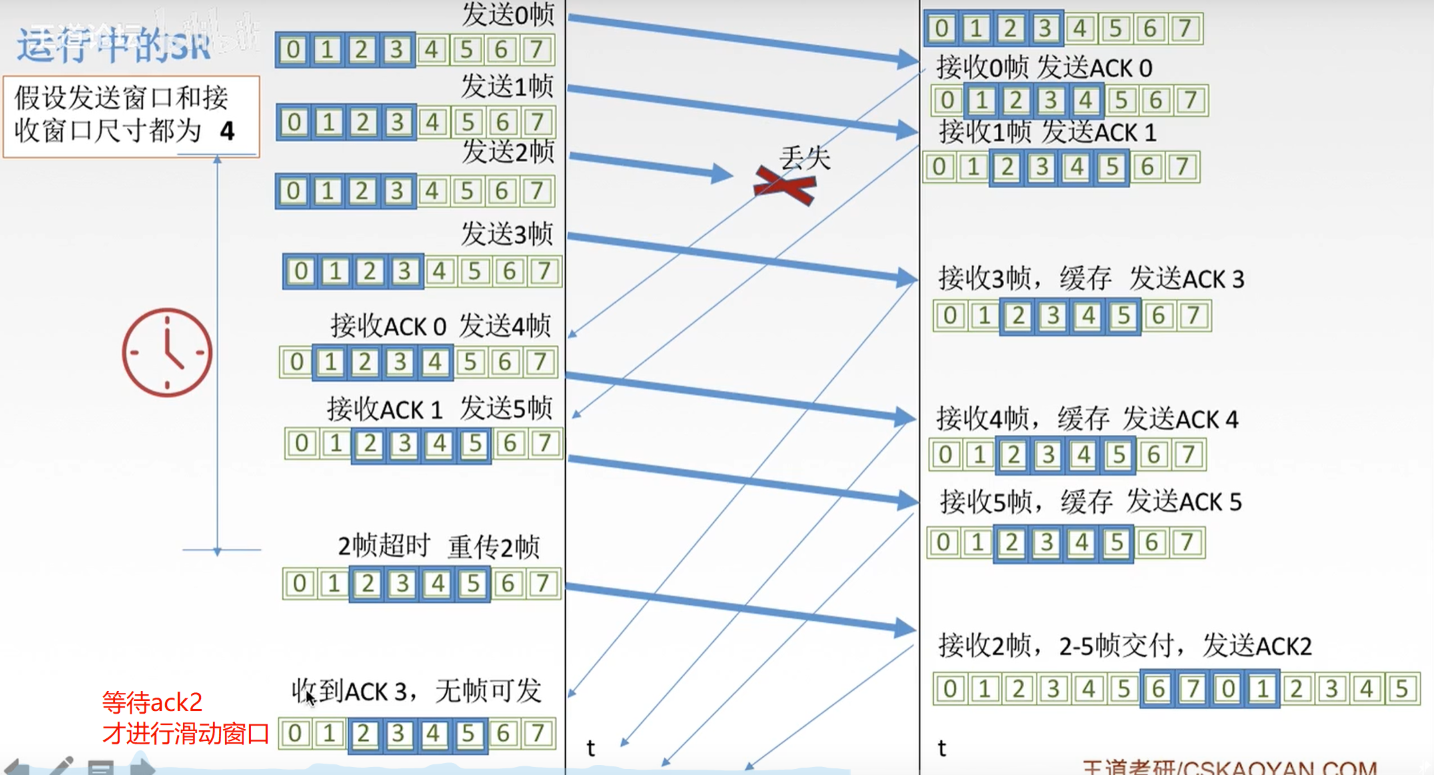 运行中的SR
王道论坛
假设发送窗口和接
收窗口尺寸都为 4
发送0帧
0 1 2 3 4 5 6 7
发送1帧
0 1 2 3 4 5 6 7
发送2帧
0 1 2 3 4 5 6 7
发送3帧
0 1 2 3 4 5 6 7
接收ACK 0 发送4帧
0 1 2 3 4 5 6 7
接收ACK 1 发送5帧
0 1 2 3 4 5 6 7
2帧超时 重传2帧
0 1 2 3 4 5 6 7
收到ACK 3，无帧可发
0 1 2 3 4 5 6 7
等待ack2
才进行滑动窗口
丢失
t
0 1 2 3 4 5 6 7
接收0帧 发送ACK 0
0 1 2 3 4 5 6 7
接收1帧 发送ACK 1
0 1 2 3 4 5 6 7
接收3帧，缓存 发送ACK 3
0 1 2 3 4 5 6 7
接收4帧，缓存 发送ACK 4
0 1 2 3 4 5 6 7
接收5帧，缓存 发送ACK 5
0 1 2 3 4 5 6 7
接收2帧，2-5帧交付，发送ACK2
0 1 2 3 4 5 6 7 0 1 2 3 4 5
t
王道考研/CSKAOYAN.COM